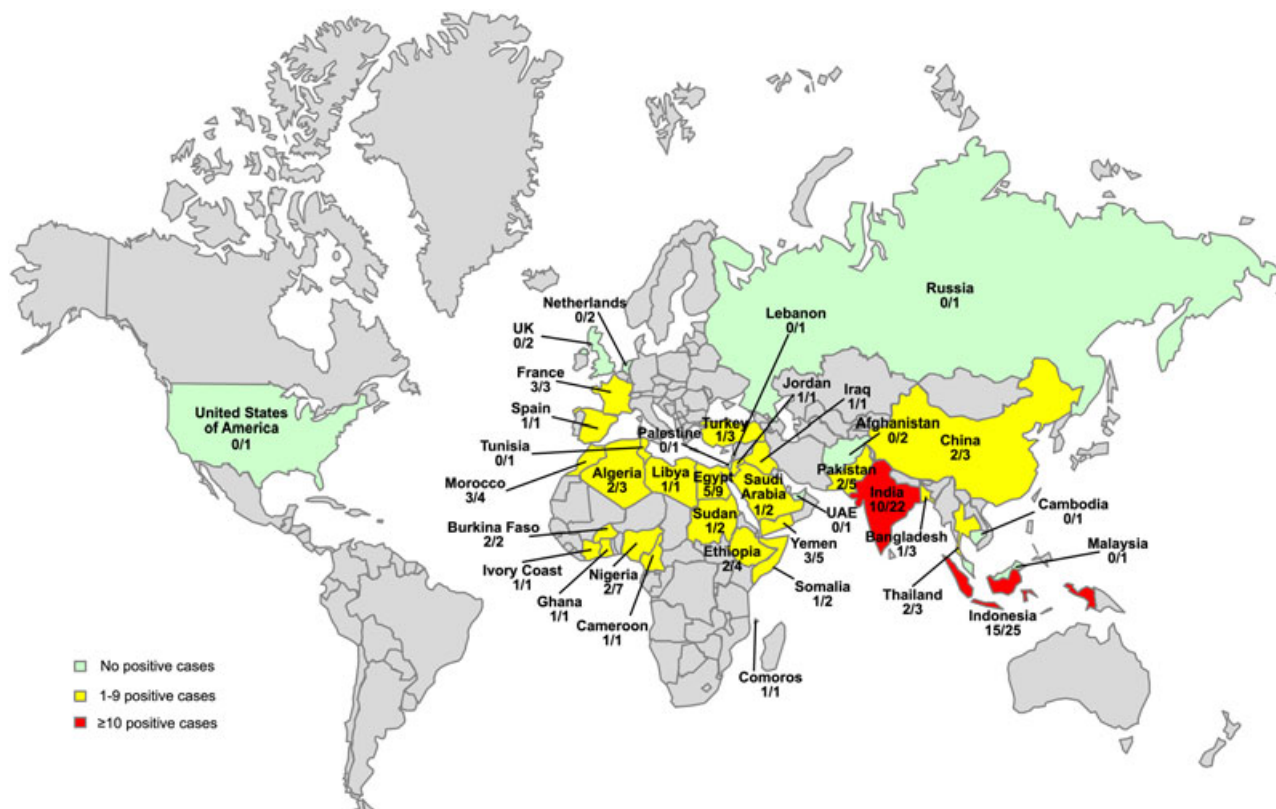 Russia
0/1
Netherlands
0/2
Lebanon
0/1
UK
0/2
France
3/3
Jordan
1/1
Iraq
1/1
Spain
1/1
United States
of America
0/1
Turkey
1/3
Afghanistan
0/2
Palestine
0/1
Tunisia
0/1
China
2/3
Morocco
3/4
Algeria
2/3
Libya
1/1
Egypt
5/9
Saudi
Arabia
1/2
Pakistan
2/5
India
10/22
UAE
0/1
Cambodia
0/1
Burkina Faso
2/2
Sudan
1/2
Yemen
3/5
Bangladesh
1/3
Malaysia
0/1
Ivory Coast
1/1
Ghana
1/1
Nigeria
2/7
Cameroon
1/1
Ethiopia
2/4
Somalia
1/2
Thailand
2/3
Indonesia
15/25
Comoros
1/1
No positive cases
1-9 positive cases
≥10 positive cases